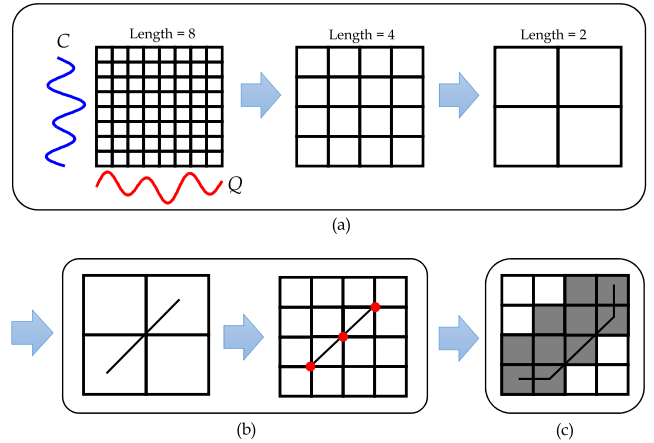 C
Length = 8
Length = 4
Length = 2
Q
(a)
(b)
(c)